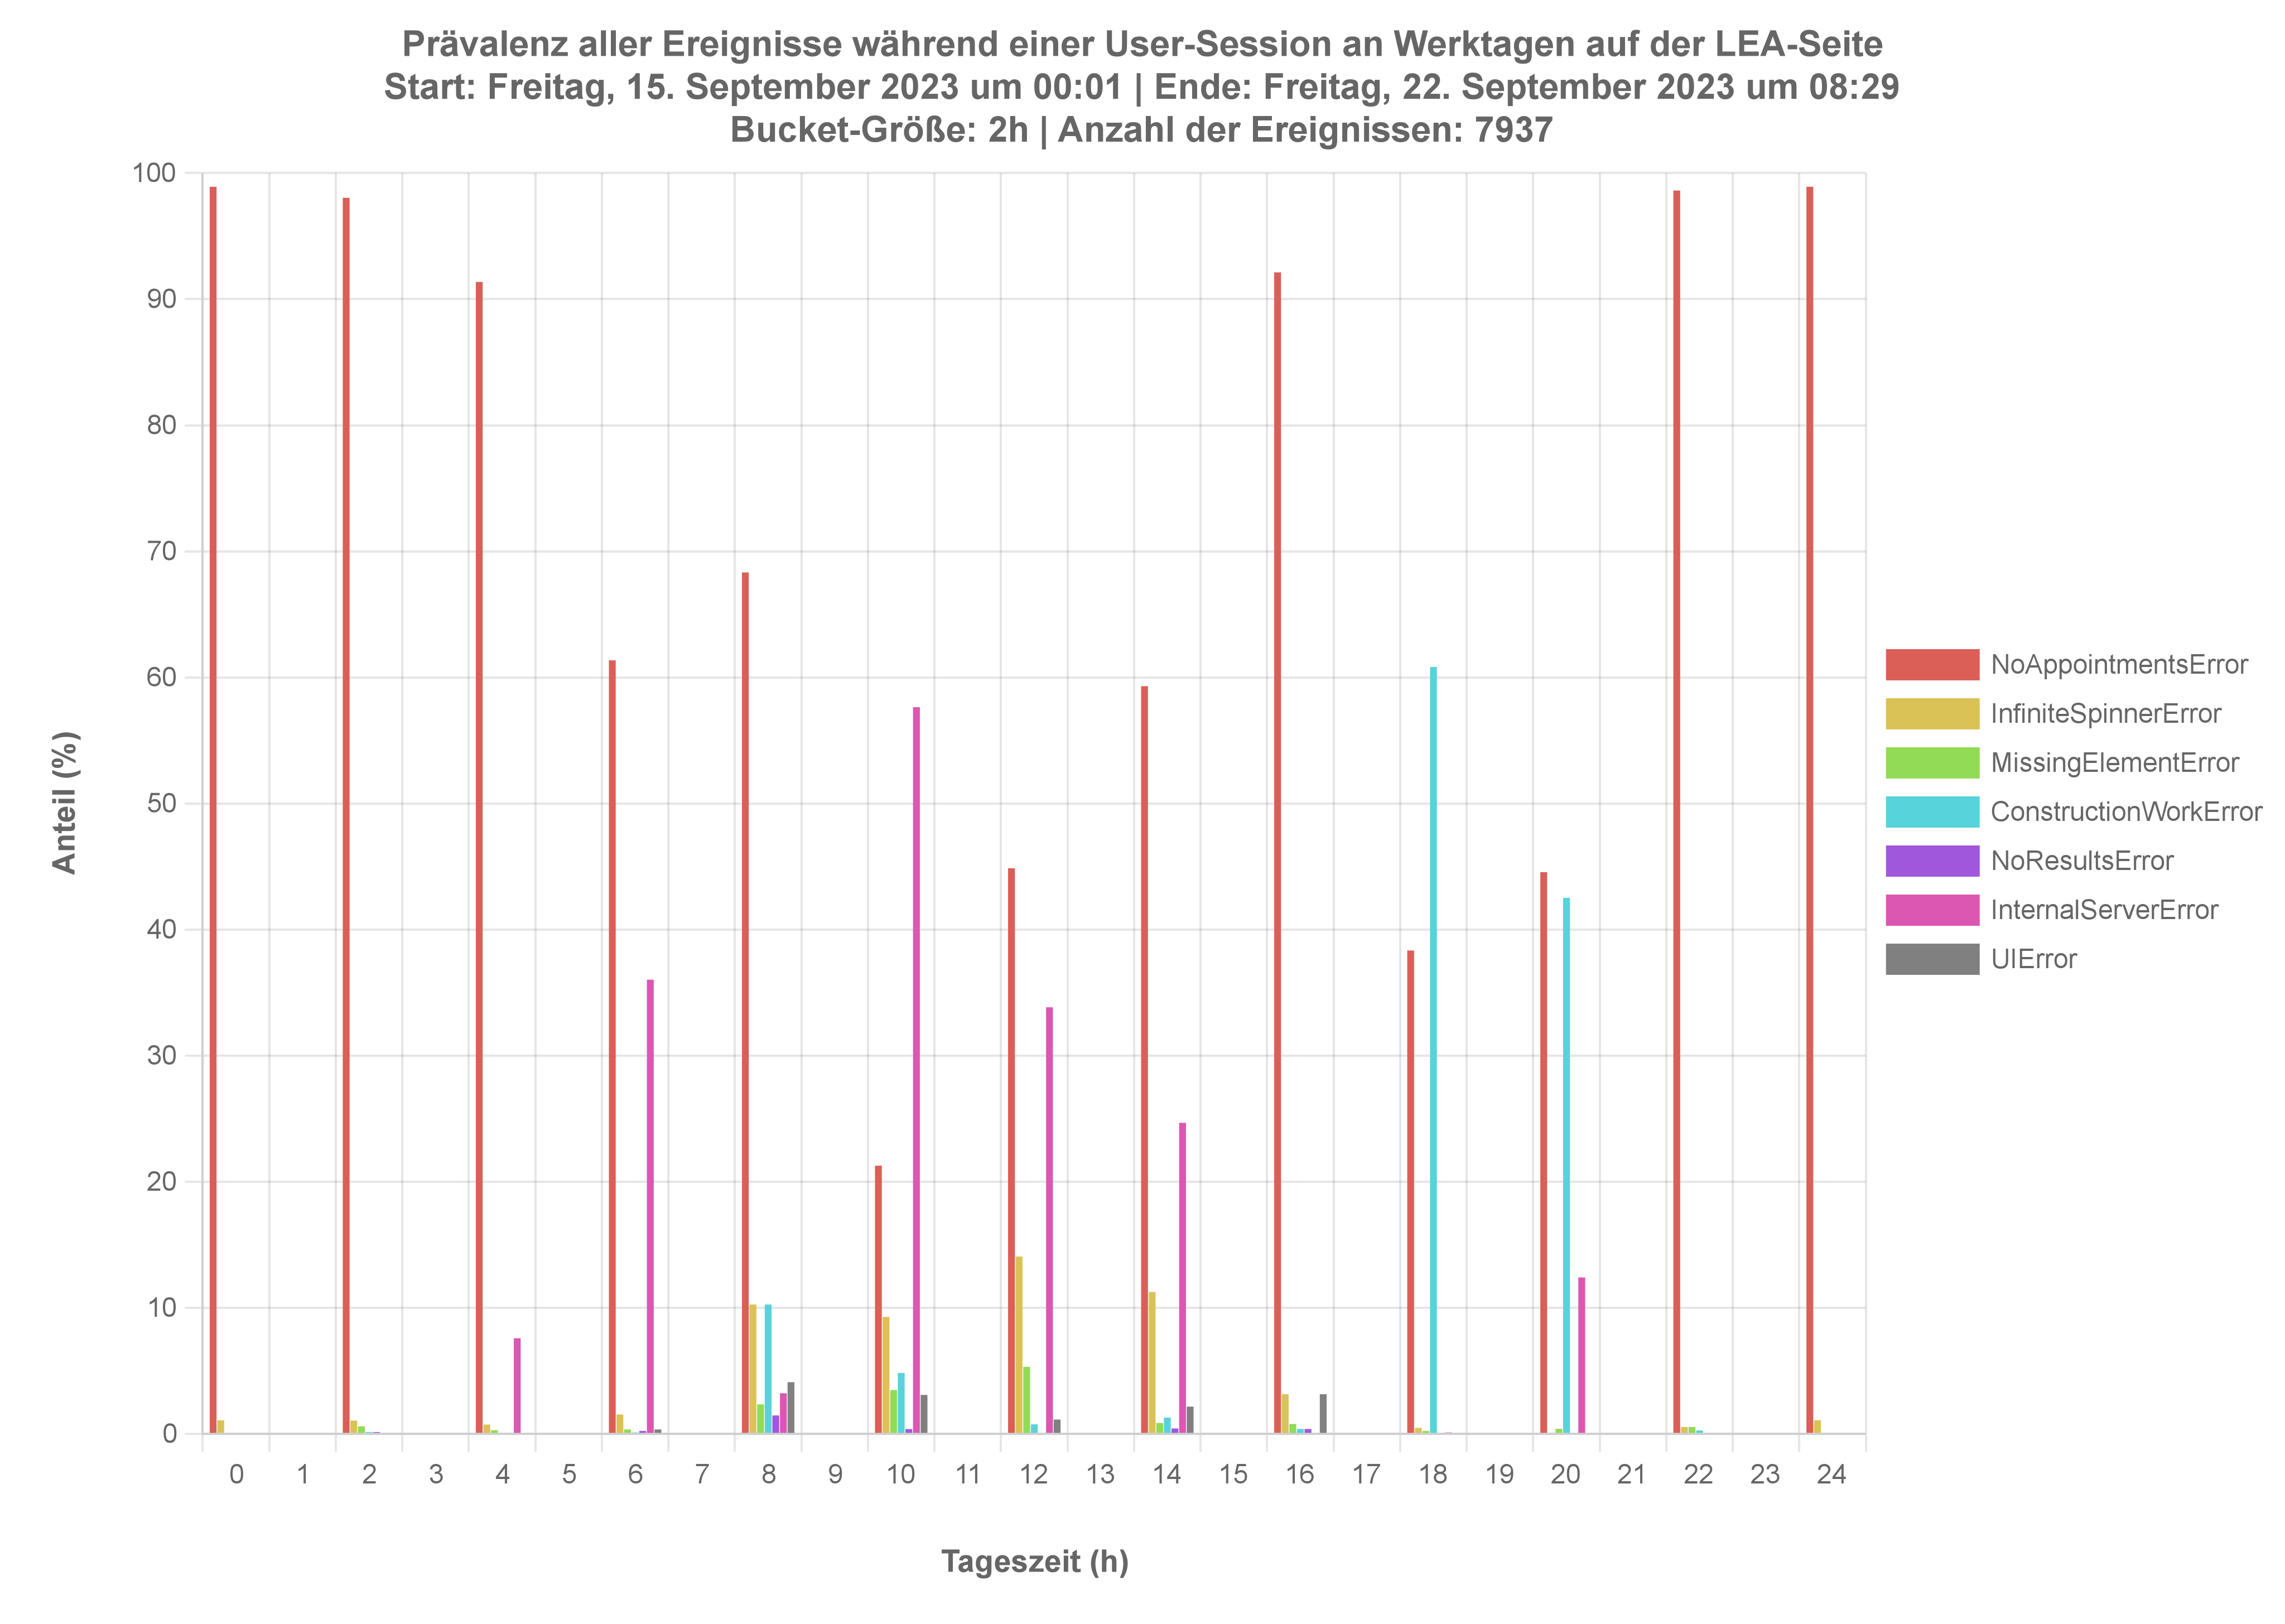 Prävalenz aller Ereignisse während einer User-Session an Werktagen auf der LEA-Seite
Start: Freitag, 15. September 2023 um 00:01 | Ende: Freitag, 22. September 2023 um 08:29
Bucket-Größe: 2h | Anzahl der Ereignissen: 7937
100
90
80
70
60
50
40
30
20
10
0
Anteil (%)
0 1 2 3 4 5 6 7 8 9 10 11 12 13 14 15 16 17 18 19 20 21 22 23 24
Tageszeit (h)
NoAppointmentsError
InfiniteSpinnerError
MissingElementError
ConstructionWorkError
NoResultsError
InternalServerError
UIError